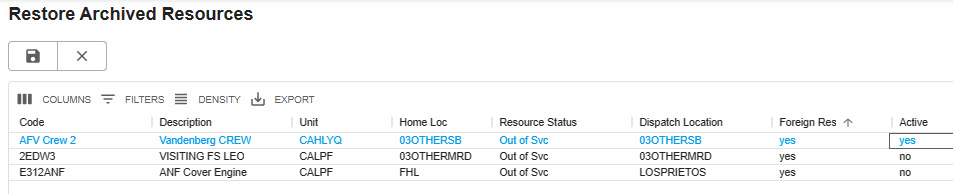 Restore Archived Resources
COLUMNS FILTERS DENSITY EXPORT
Code Description Unit Home Loc Resource Status Dispatch Location Foreign Res Active
AFV Crew 2 Vandenberg CREW CAHLYQ 03OTHERSB Out of Svc 03OTHERSB yes yes
2EDW3 VISITING FS LEO CALPF 03OTHERMRD Out of Svc 03OTHERMRD yes no
E312ANF ANF Cover Engine CALPF FHL Out of Svc LOSPRIETOS yes no